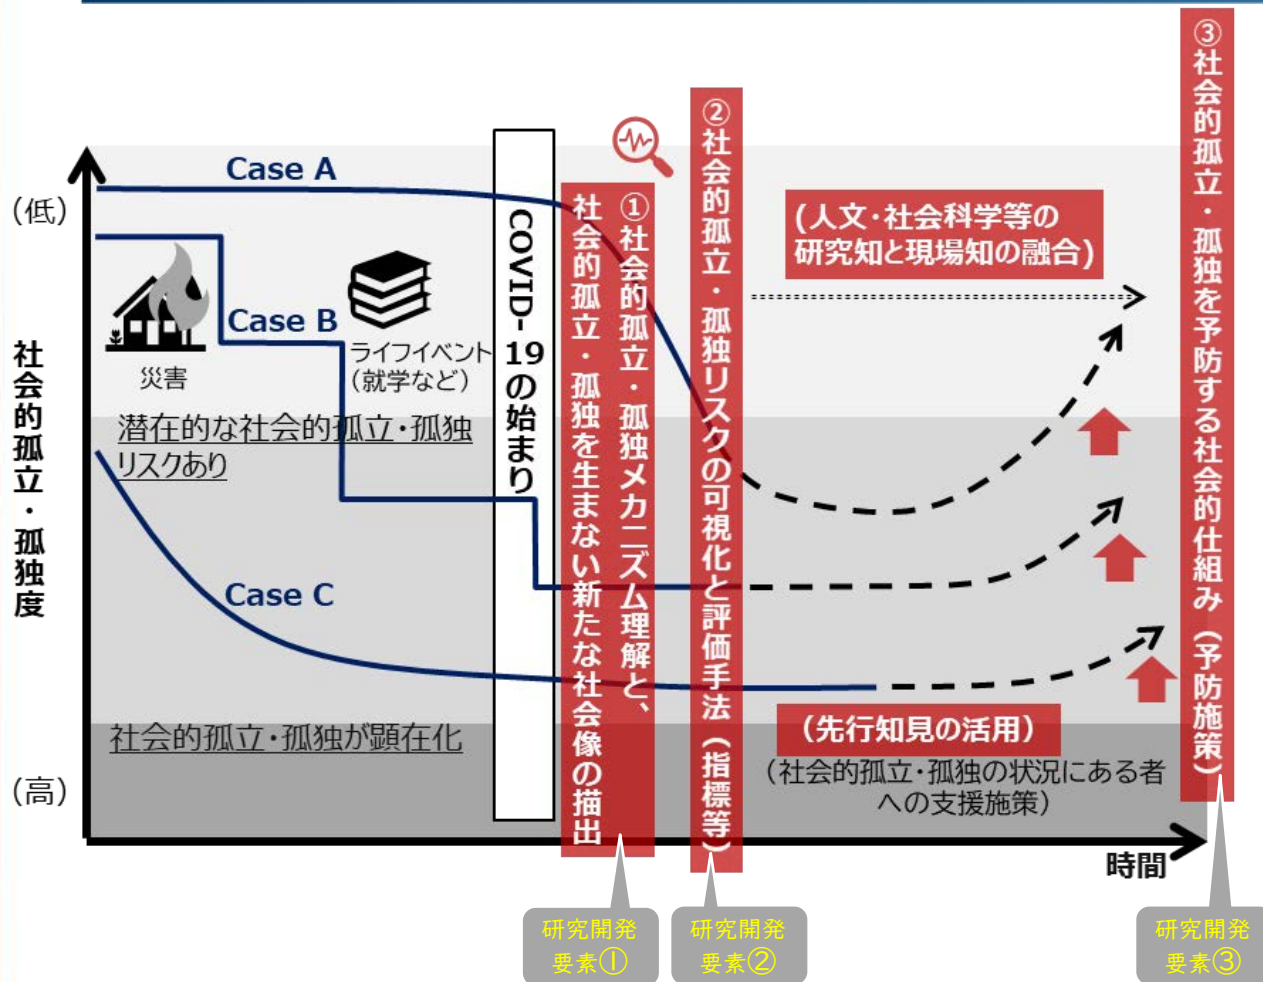 ③社会的孤立・孤独を予防する社会的仕組み（予防施策）
②社会的孤立・孤独リスクの可視化と評価手法（指標等）
①社会的孤立・孤独メカニズム理解と、
社会的孤立・孤独を生まない新たな社会像の描出
COVID-19の始まり
社会的孤立・孤独度
（低）
（高）
Case A
Case B
Case C
災害
ライフイベント
（就学など）
潜在的な社会的孤立・孤独
リスクあり
社会的孤立・孤独が顕在化
(人文・社会科学等の
研究知と現場知の融合)
（先行知見の活用）
（社会的孤立・孤独の状況にある者
への支援施策）
時間
研究開発
要素①
研究開発
要素②
研究開発
要素③